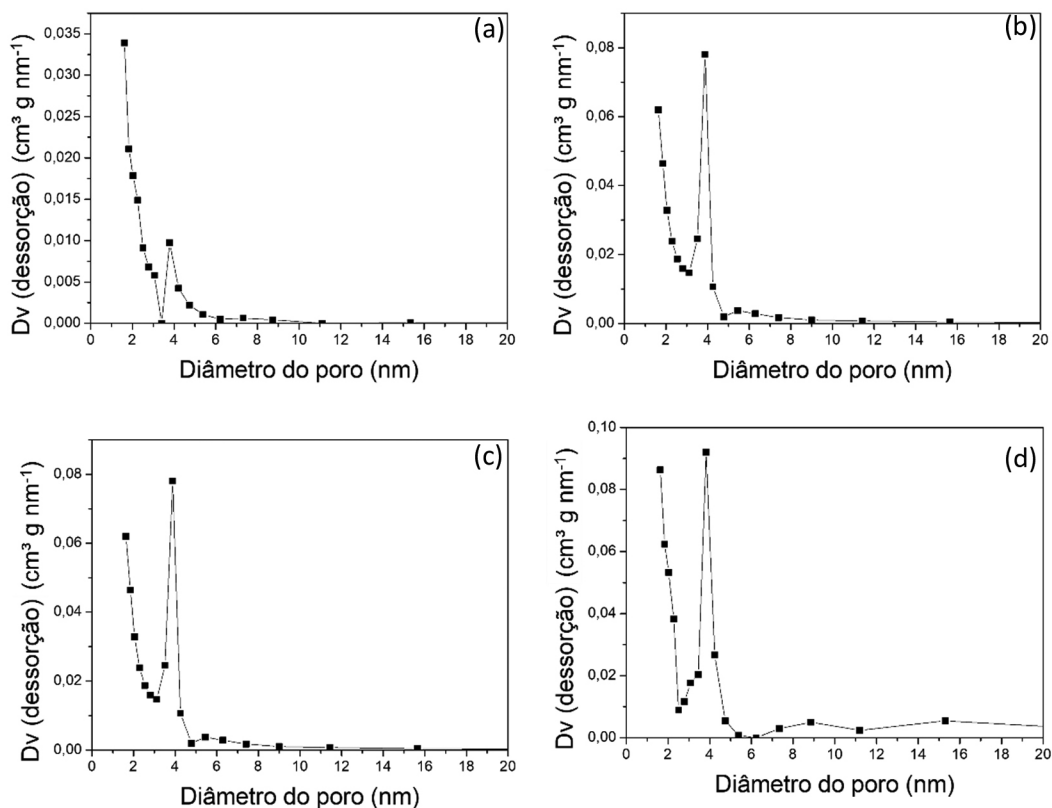 (a)
Dv (dessorção) (cm³ g nm⁻¹)
0,035
0,030
0,025
0,020
0,015
0,010
0,005
0,000
0 2 4 6 8 10 12 14 16 18 20
Diâmetro do poro (nm)
(b)
Dv (dessorção) (cm³ g nm⁻¹)
0,08
0,06
0,04
0,02
0,00
0 2 4 6 8 10 12 14 16 18 20
Diâmetro do poro (nm)
(c)
Dv (dessorção) (cm³ g nm⁻¹)
0,08
0,06
0,04
0,02
0,00
0 2 4 6 8 10 12 14 16 18 20
Diâmetro do poro (nm)
(d)
Dv (dessorção) (cm³ g nm⁻¹)
0,10
0,08
0,06
0,04
0,02
0,00
0 2 4 6 8 10 12 14 16 18 20
Diâmetro do poro (nm)